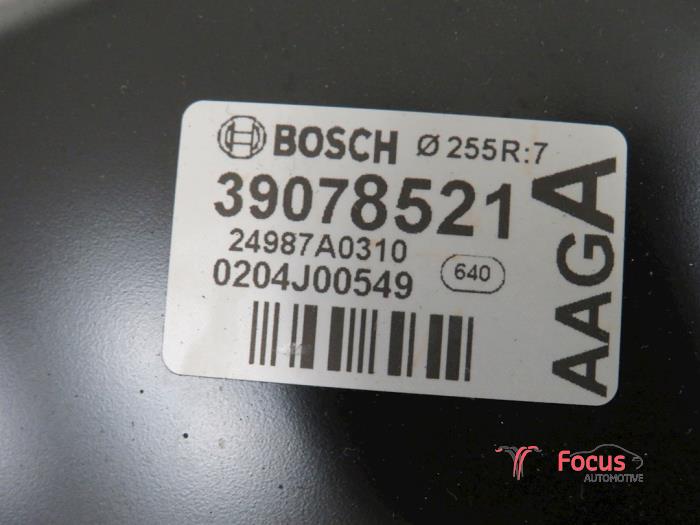 BOSCH Ø 255R:7
39078521
24987A0310
0204J00549 640
AAGA
Focus
AUTOMOTIVE